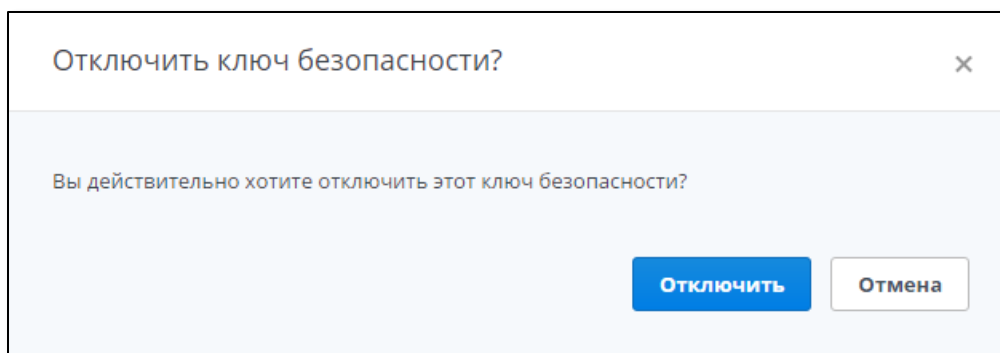 Отключить ключ безопасности?
Вы действительно хотите отключить этот ключ безопасности?
Отключить Отмена